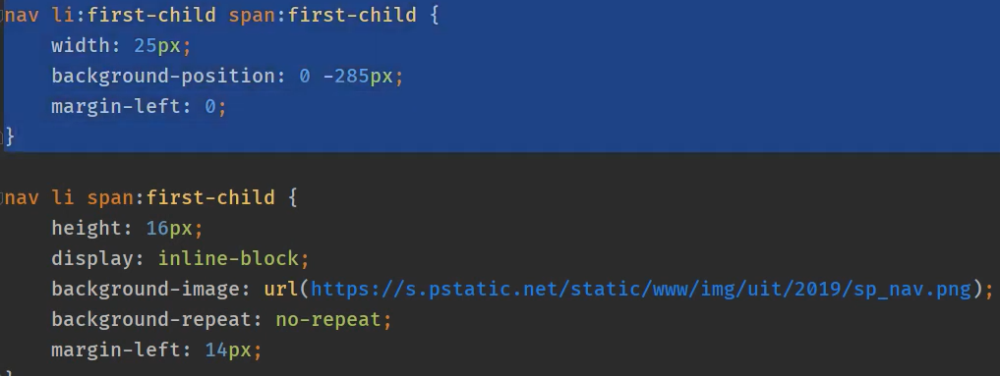 nav li:first-child span:first-child {
    width: 25px;
    background-position: 0 -285px;
    margin-left: 0;
}
nav li span:first-child {
    height: 16px;
    display: inline-block;
    background-image: url(https://s.pstatic.net/static/www/img/uit/2019/sp_nav.png);
    background-repeat: no-repeat;
    margin-left: 14px;
}